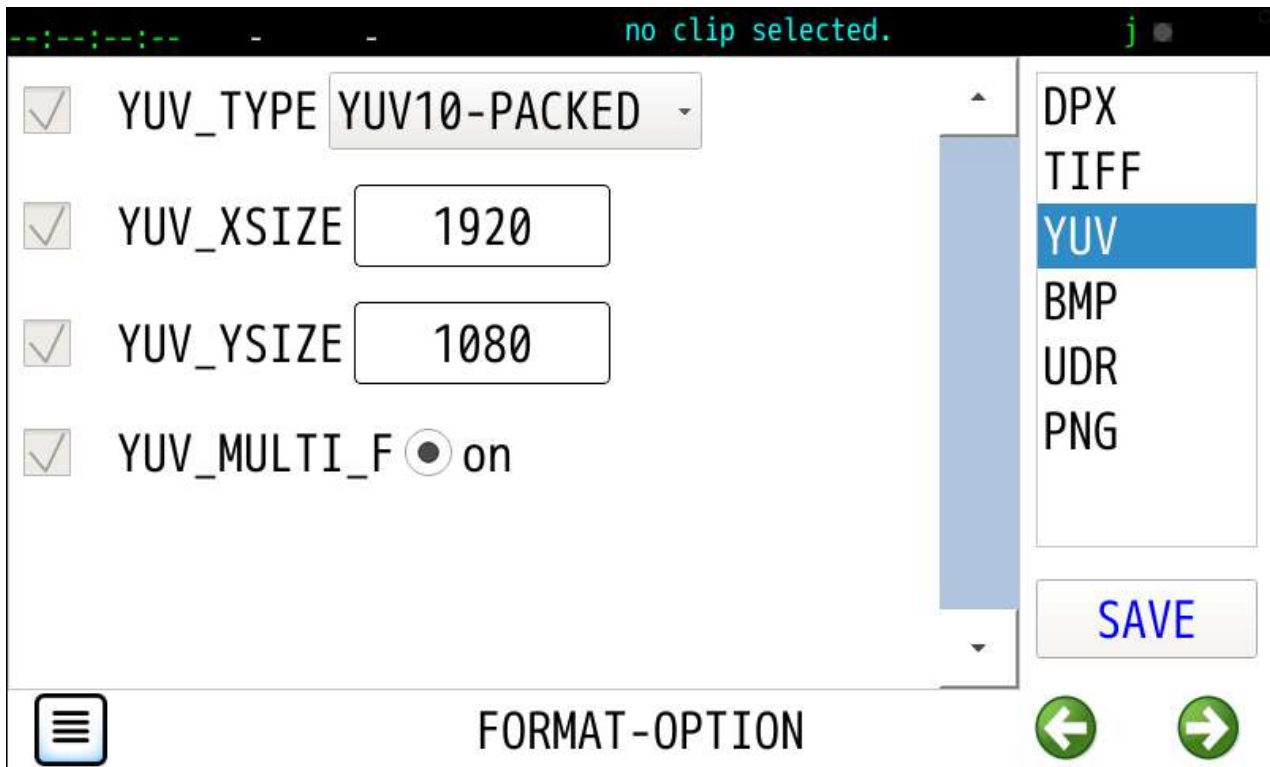 --:--:--:-- - - no clip selected. j
YUV_TYPE YUV10-PACKED
YUV_XSIZE 1920
YUV_YSIZE 1080
YUV_MULTI_F on
DPX
TIFF
YUV
BMP
UDR
PNG
SAVE
FORMAT-OPTION